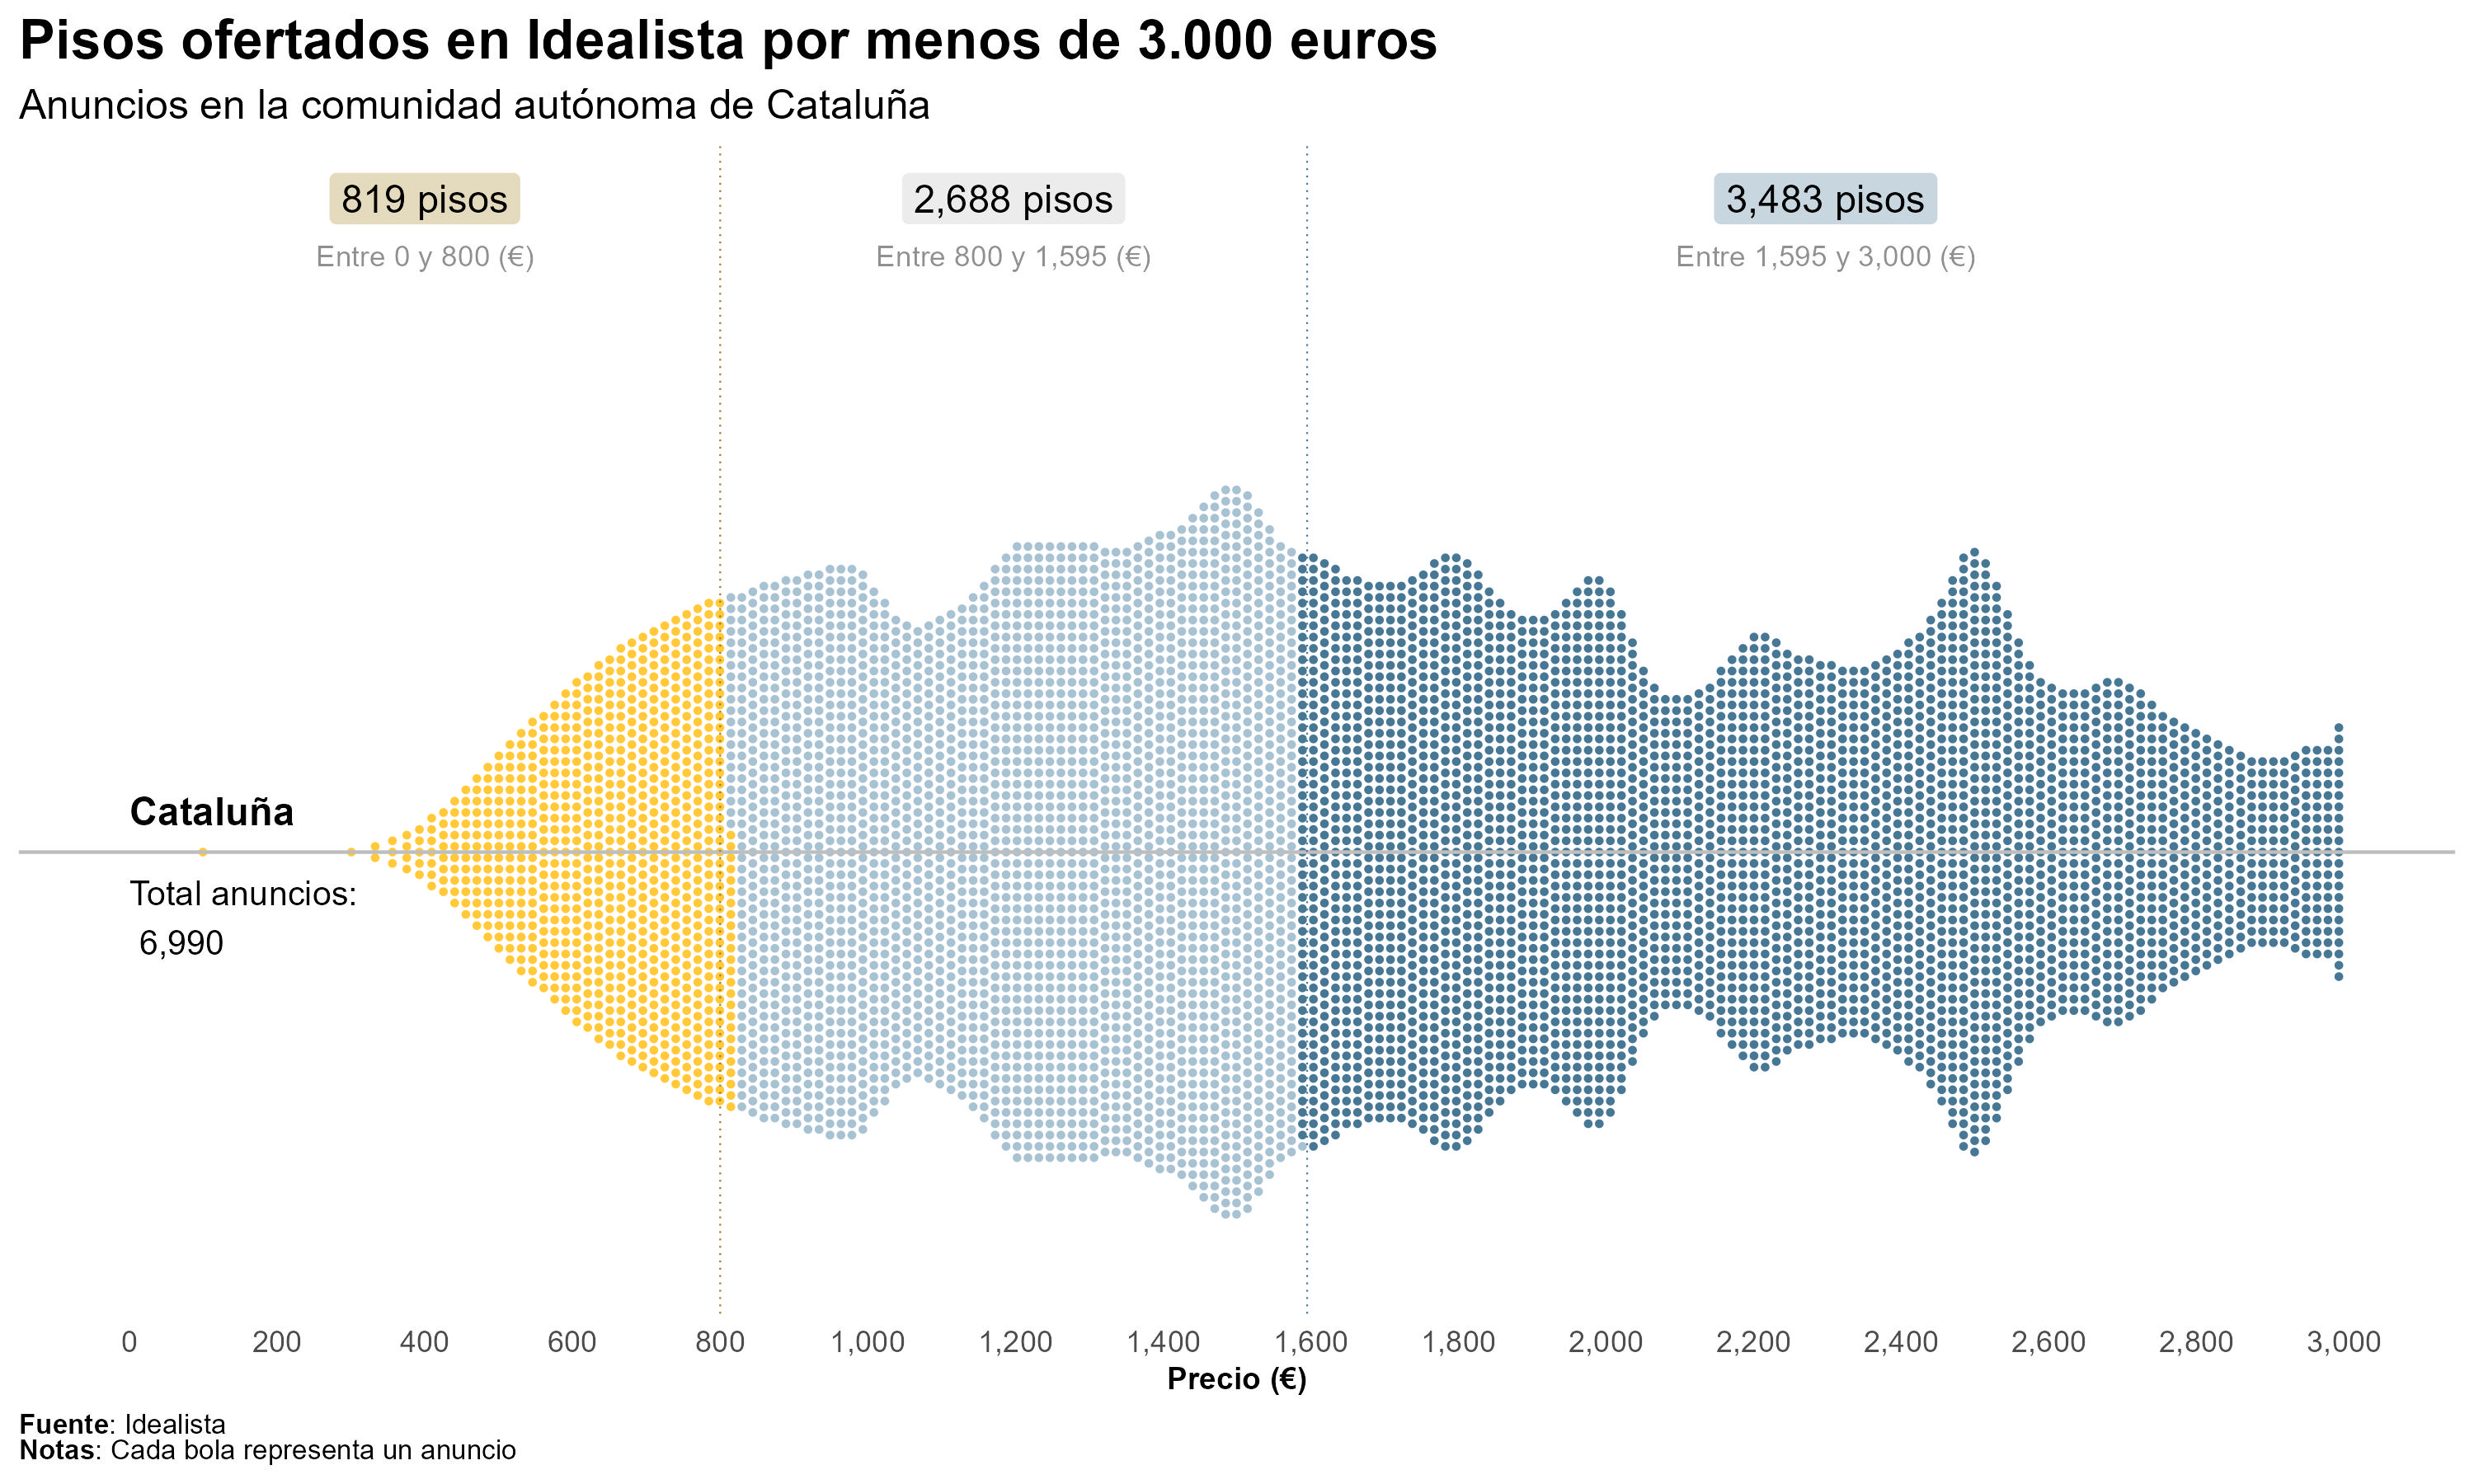 Pisos ofertados en Idealista por menos de 3.000 euros
Anuncios en la comunidad autónoma de Cataluña
819 pisos
Entre 0 y 800 (€)
2,688 pisos
Entre 800 y 1,595 (€)
3,483 pisos
Entre 1,595 y 3,000 (€)
Cataluña
Total anuncios:
6,990
0 200 400 600 800 1,000 1,200 1,400 1,600 1,800 2,000 2,200 2,400 2,600 2,800 3,000
Precio (€)
Fuente: Idealista
Notas: Cada bola representa un anuncio